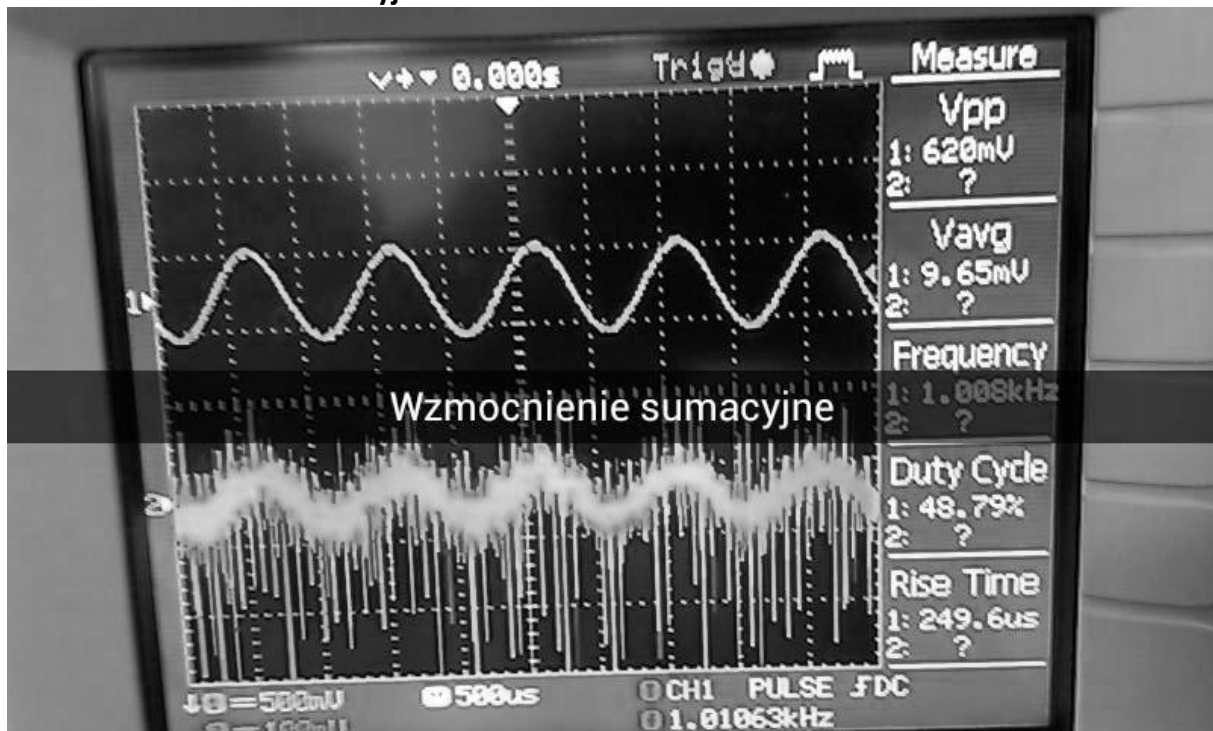 0.000s
Trig'd
Measure
Vpp
1: 620mV
2: ?
Vavg
1: 9.65mV
2: ?
Frequency
1: 1.008kHz
2: ?
Wzmocnienie sumacyjne
Duty Cycle
1: 48.79%
2: ?
Rise Time
1: 249.6us
2: ?
1
2
500mV
500us
CH1 PULSE DC
1.01063kHz